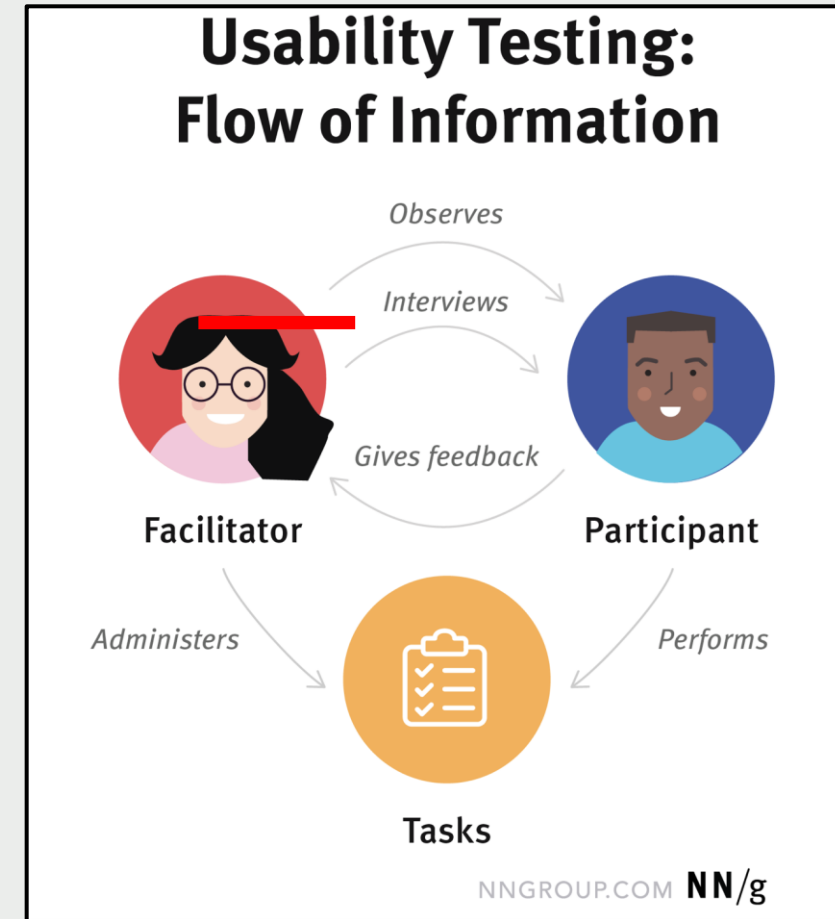 Usability Testing:
Flow of Information
Observes
Interviews
Gives feedback
Facilitator
Participant
Administers
Performs
Tasks
NNGROUP.COM NN/g